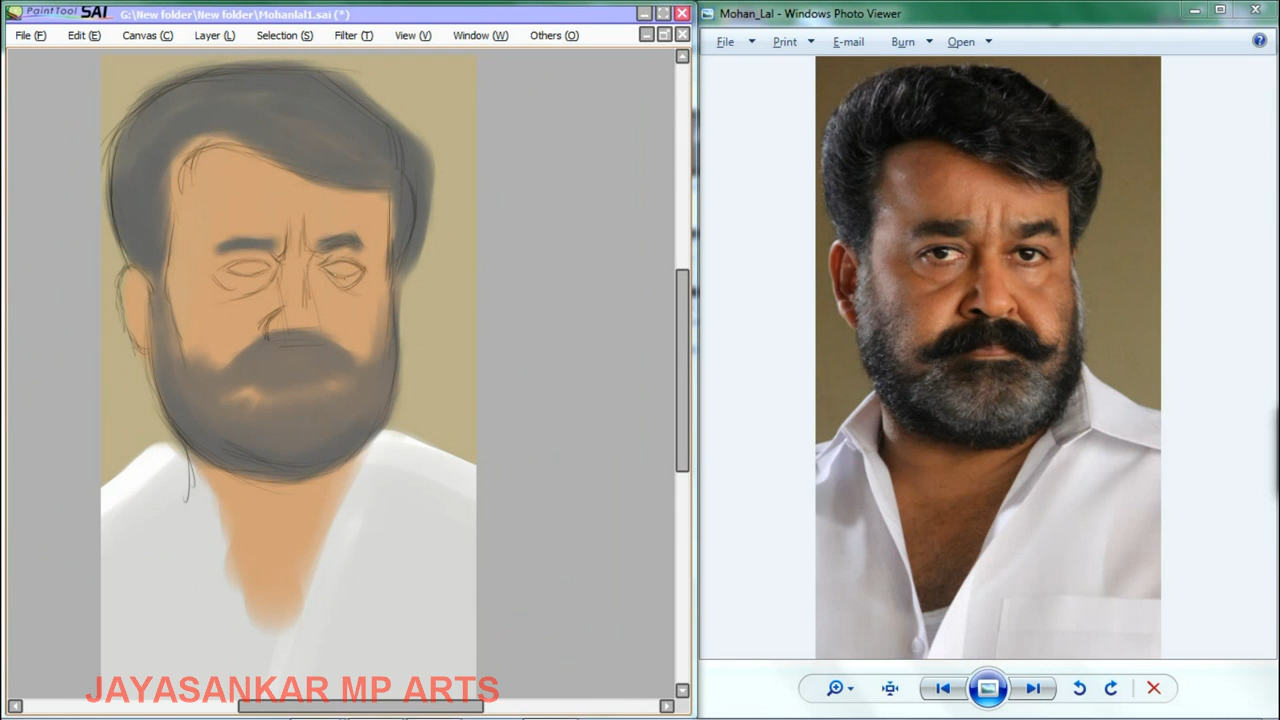 PaintTool SAI G:\New folder\New folder\Mohanlal1.sai (*)
File (F) Edit (E) Canvas (C) Layer (L) Selection (S) Filter (T) View (V) Window (W) Others (O)
JAYASANKAR MP ARTS
Mohan_Lal - Windows Photo Viewer
File Print E-mail Burn Open